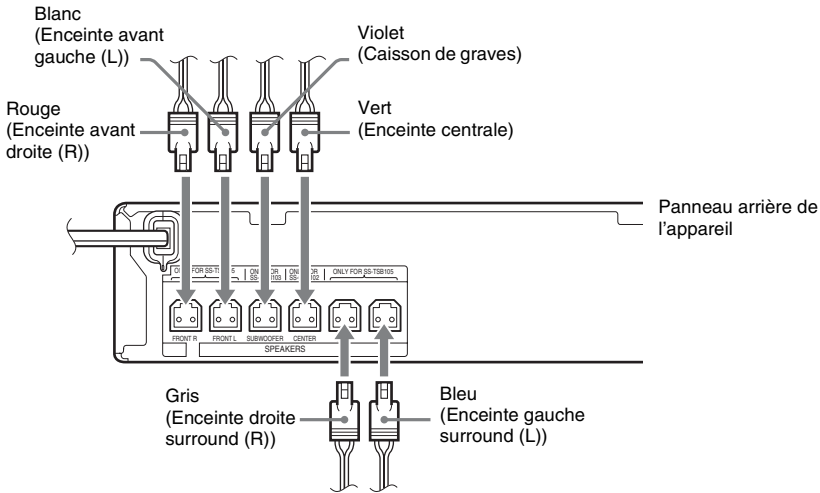 Blanc
(Enceinte avant
gauche (L))
Violet
(Caisson de graves)
Rouge
(Enceinte avant
droite (R))
Vert
(Enceinte centrale)
Panneau arrière de
l'appareil
ONLY FOR SS-TSB105
FRONT R FRONT L SUBWOOFER CENTER
SPEAKERS
Gris
(Enceinte droite
surround (R))
Bleu
(Enceinte gauche
surround (L))